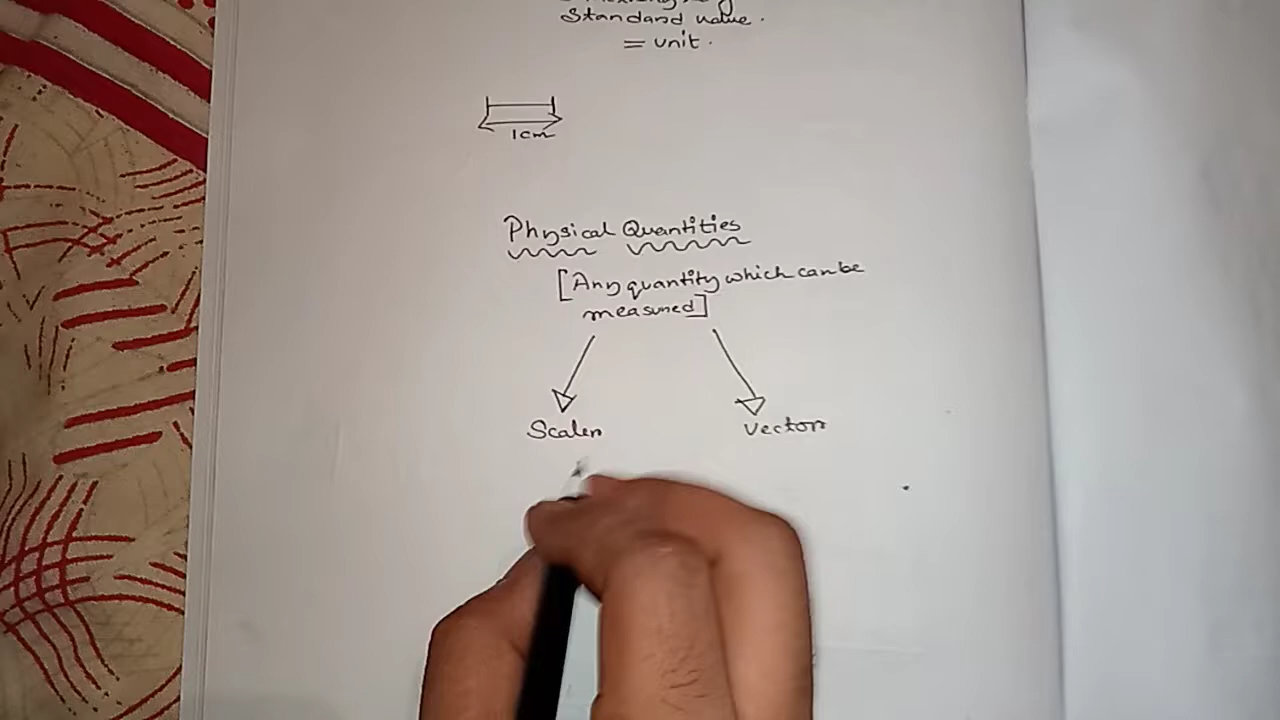 Standard value.
= unit.
1cm
Physical Quantities
[Any quantity which can be
measured]
Scaler
Vector